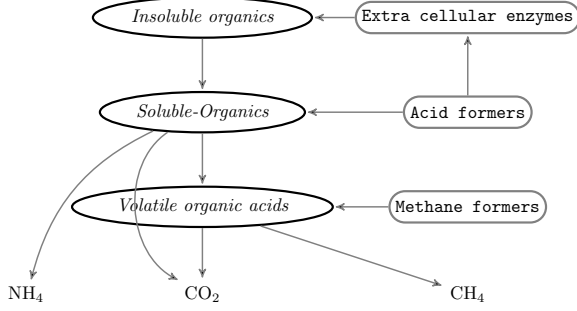 Insoluble organics
Extra cellular enzymes
Soluble-Organics
Acid formers
Volatile organic acids
Methane formers
NH₄
CO₂
CH₄